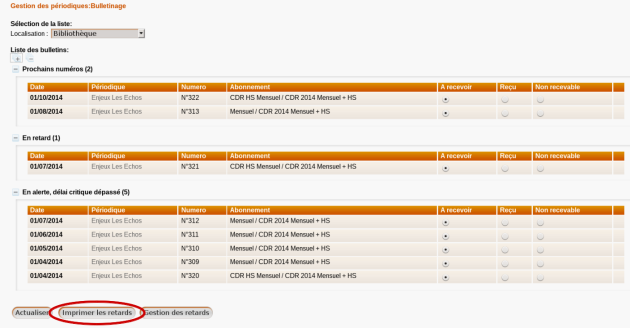 Gestion des périodiques:Bulletinage
Sélection de la liste:
Localisation : Bibliothèque
Liste des bulletins:
Prochains numéros (2)
Date Périodique Numero Abonnement A recevoir Reçu Non recevable
01/10/2014 Enjeux Les Echos N°322 CDR HS Mensuel / CDR 2014 Mensuel + HS
01/08/2014 Enjeux Les Echos N°313 Mensuel / CDR 2014 Mensuel + HS
En retard (1)
Date Périodique Numero Abonnement A recevoir Reçu Non recevable
01/07/2014 Enjeux Les Echos N°321 CDR HS Mensuel / CDR 2014 Mensuel + HS
En alerte, délai critique dépassé (5)
Date Périodique Numero Abonnement A recevoir Reçu Non recevable
01/07/2014 Enjeux Les Echos N°312 Mensuel / CDR 2014 Mensuel + HS
01/06/2014 Enjeux Les Echos N°311 Mensuel / CDR 2014 Mensuel + HS
01/05/2014 Enjeux Les Echos N°310 Mensuel / CDR 2014 Mensuel + HS
01/04/2014 Enjeux Les Echos N°309 Mensuel / CDR 2014 Mensuel + HS
01/04/2014 Enjeux Les Echos N°320 CDR HS Mensuel / CDR 2014 Mensuel + HS
Actualiser Imprimer les retards Gestion des retards